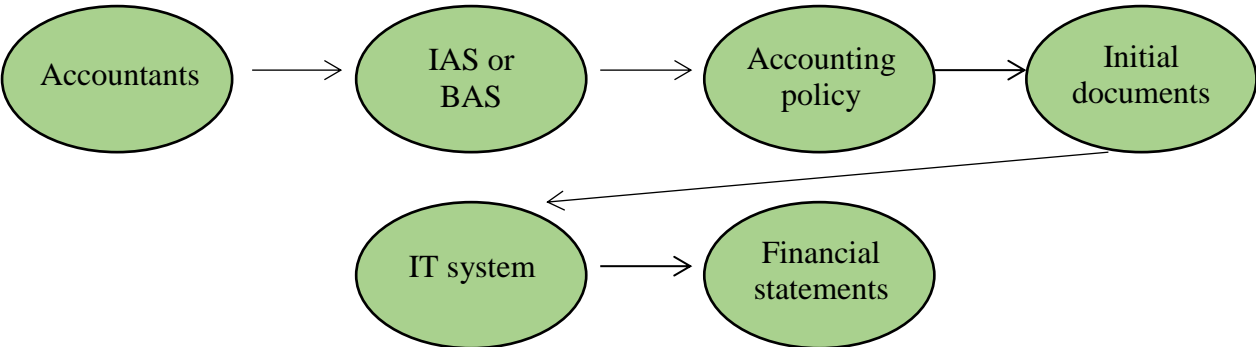 Accountants
IAS or
BAS
Accounting
policy
Initial
documents
IT system
Financial
statements